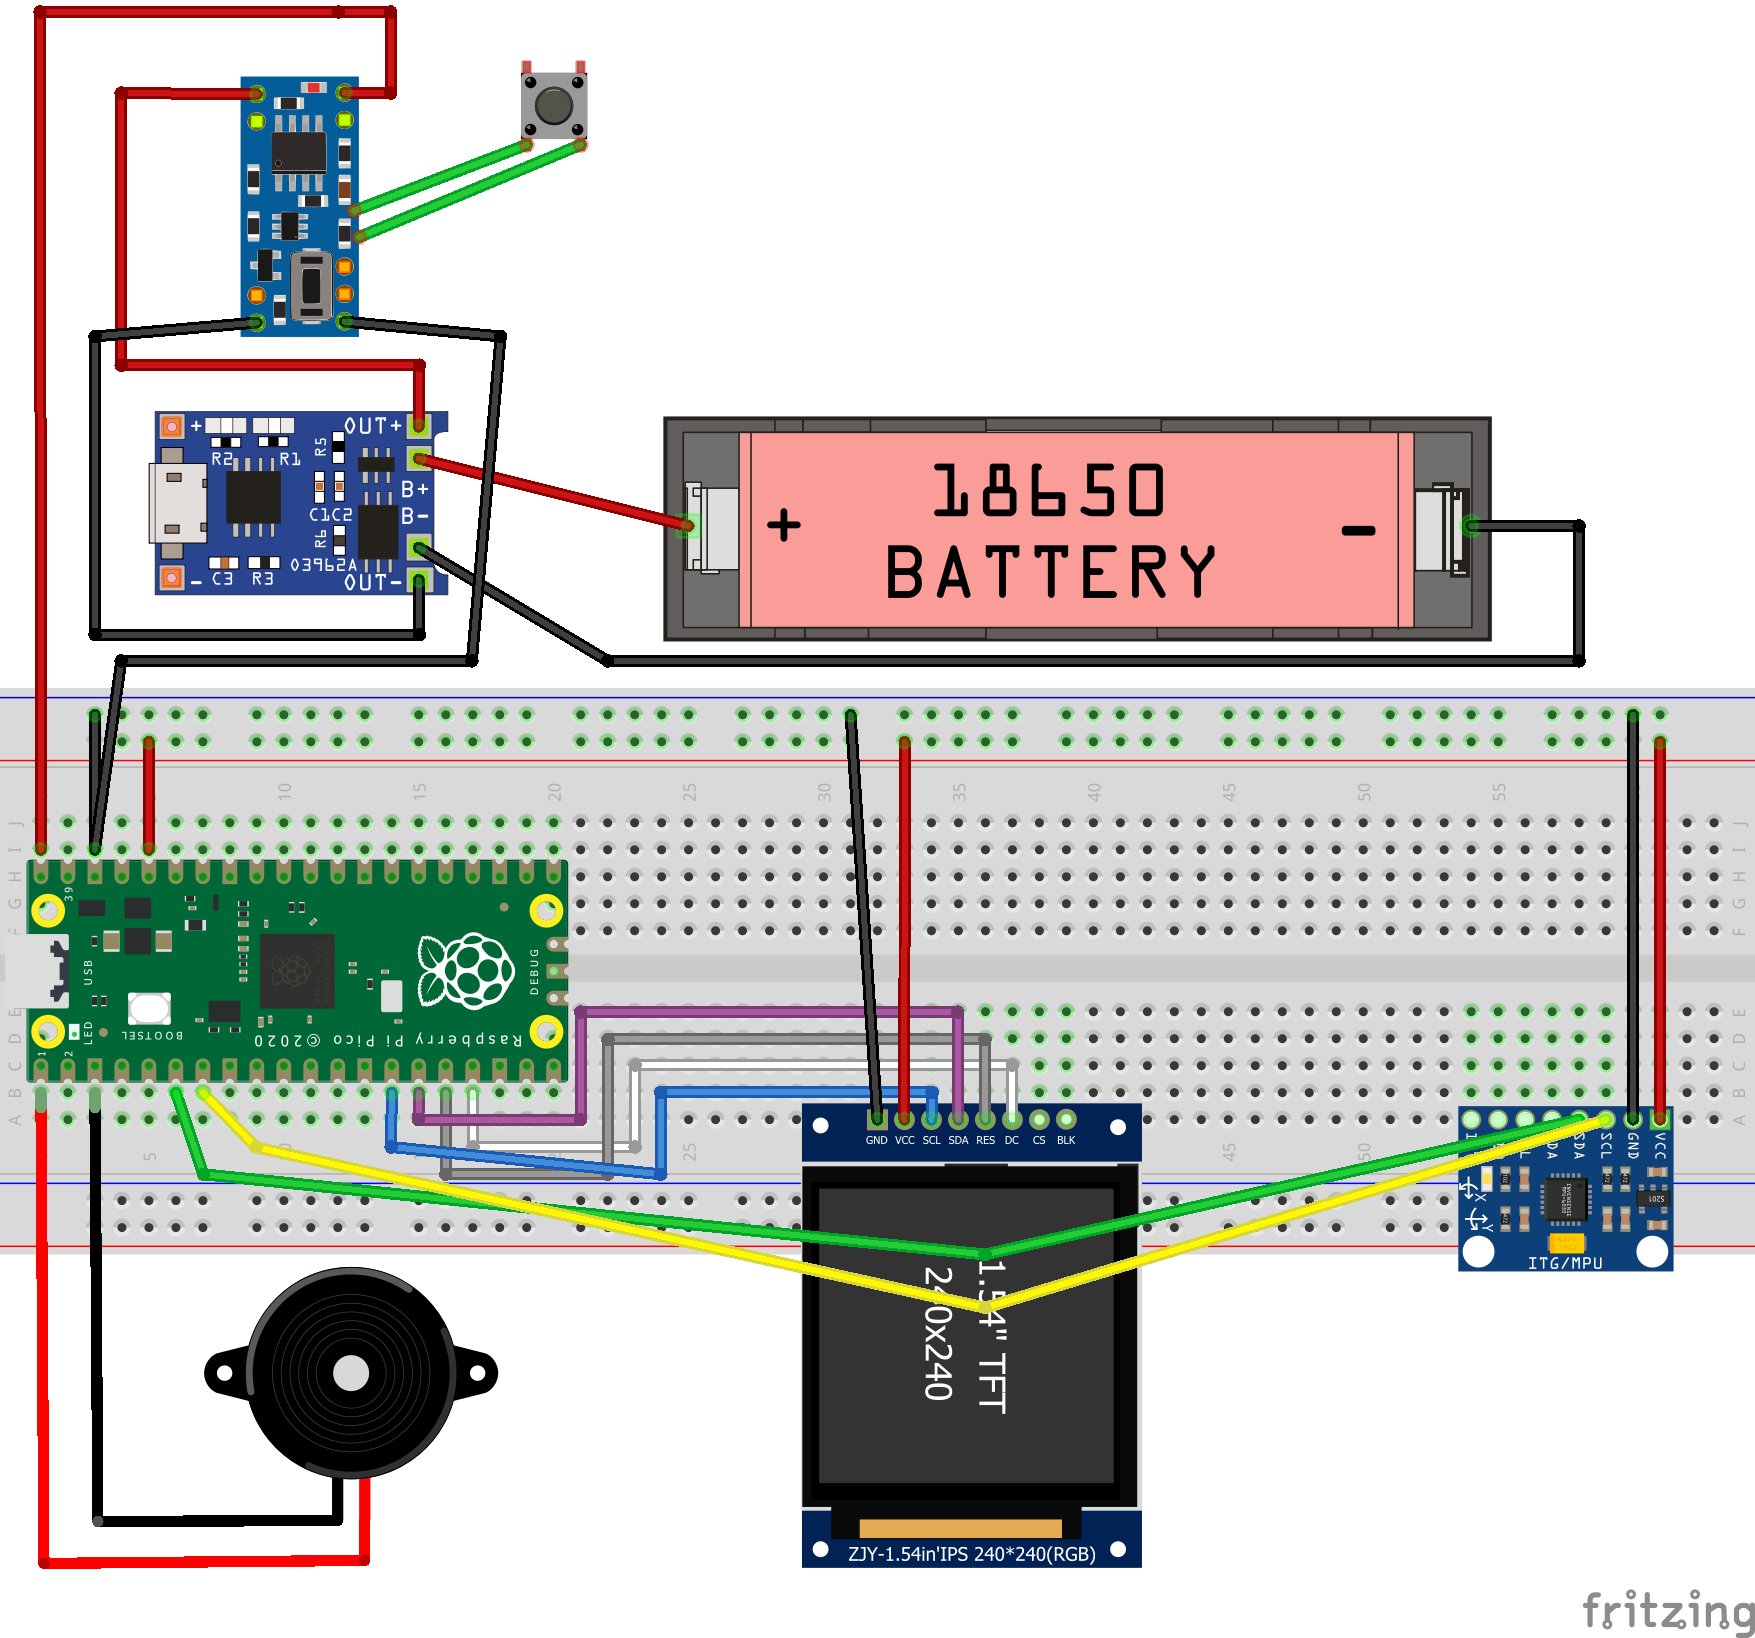 +
R2
R1
R5
OUT+
B+
C1C2
B-
R6
03962A
-
C3
R3
OUT-
18650
+
-
BATTERY
10
15
20
25
30
35
40
45
50
55
J
J
I
I
H
H
G
G
F
F
39
USB
DEBUG
LED
BOOTSEL
Raspberry Pi Pico ©2020
1
2
E
E
D
D
C
C
B
B
A
A
5
25
45
50
GND
VCC
SCL
SDA
RES
DC
CS
BLK
SDA
SCL
GND
VCC
X
Y
S201
ITG/MPU
1.54" TFT
240x240
ZJY-1.54in'IPS 240*240(RGB)
fritzing